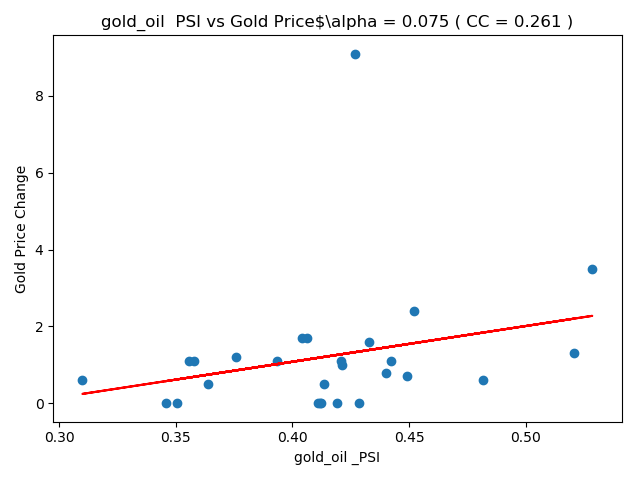 gold_oil  PSI vs Gold Price$\alpha = 0.075 ( CC = 0.261 )
Gold Price Change
8
6
4
2
0
0.30 0.35 0.40 0.45 0.50
gold_oil _PSI